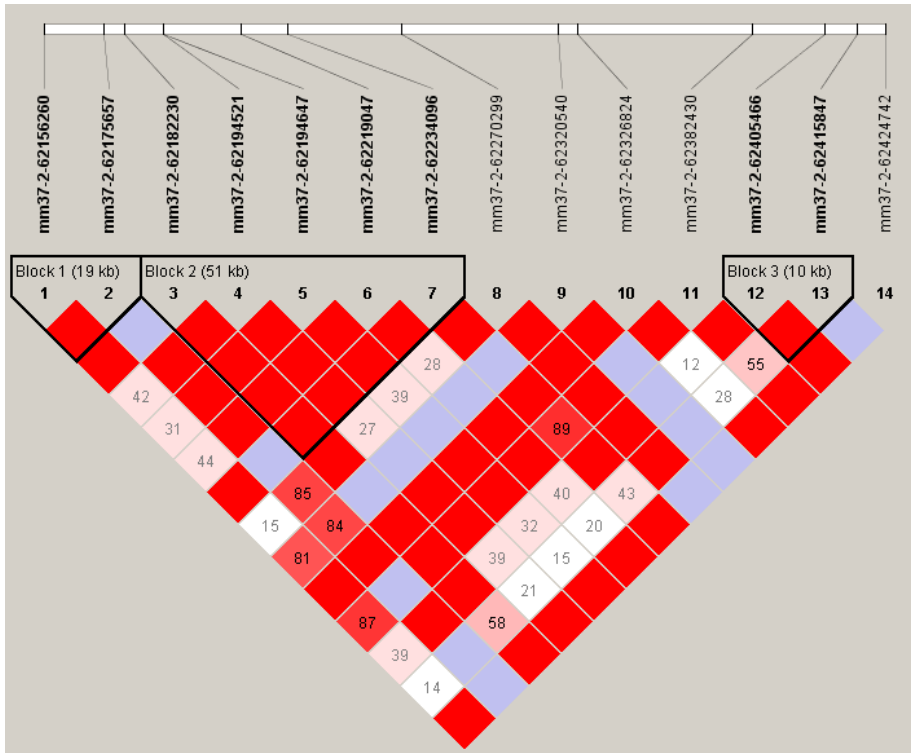 mm37-2-62156260
mm37-2-62175657
mm37-2-62182230
mm37-2-62194521
mm37-2-62194647
mm37-2-62219047
mm37-2-62234096
mm37-2-62270299
mm37-2-62320540
mm37-2-62326824
mm37-2-62382430
mm37-2-62405466
mm37-2-62415847
mm37-2-62424742
Block 1 (19 kb) Block 2 (51 kb) Block 3 (10 kb)
1 2 3 4 5 6 7 8 9 10 11 12 13 14
28 12 55
42 39 28
31 27 89
44
85 40 43
15 84 32 20
81 39 15
21
87 58
39
14